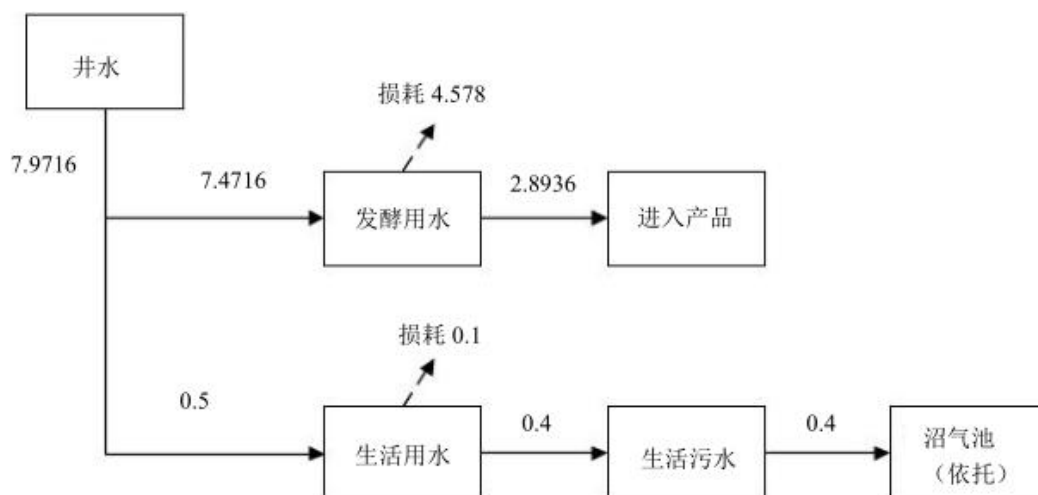 井水
损耗 4.578
7.9716
7.4716
2.8936
发酵用水
进入产品
损耗 0.1
0.5
0.4
0.4
沼气池
（依托）
生活用水
生活污水